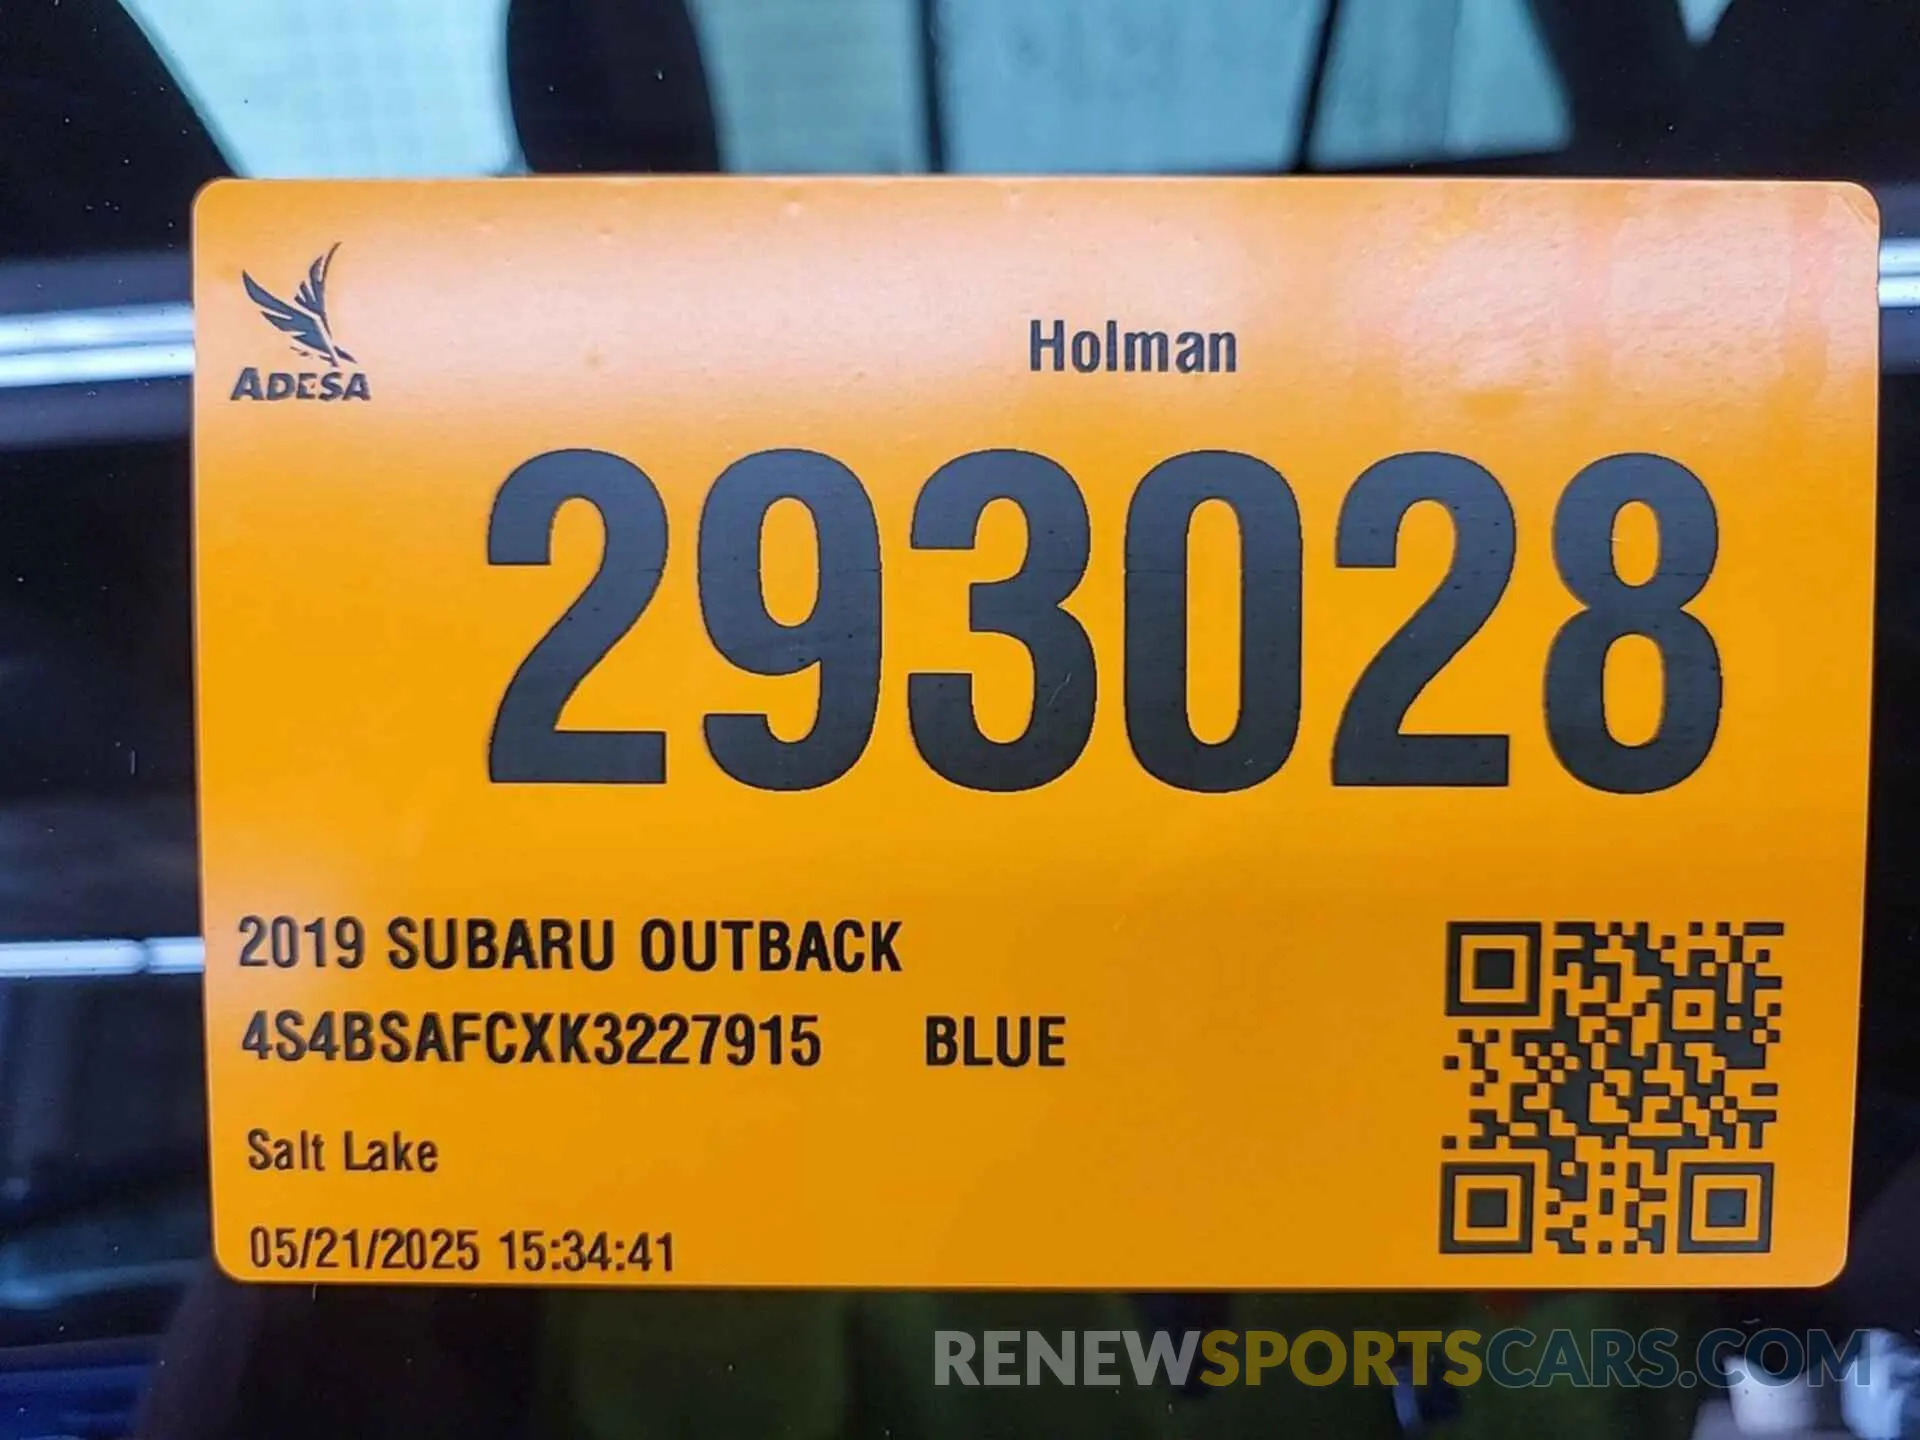 ADESA
Holman
293028
2019 SUBARU OUTBACK
4S4BSAFCXK3227915 BLUE
Salt Lake
05/21/2025 15:34:41
RENEWSPORTSCARS.COM